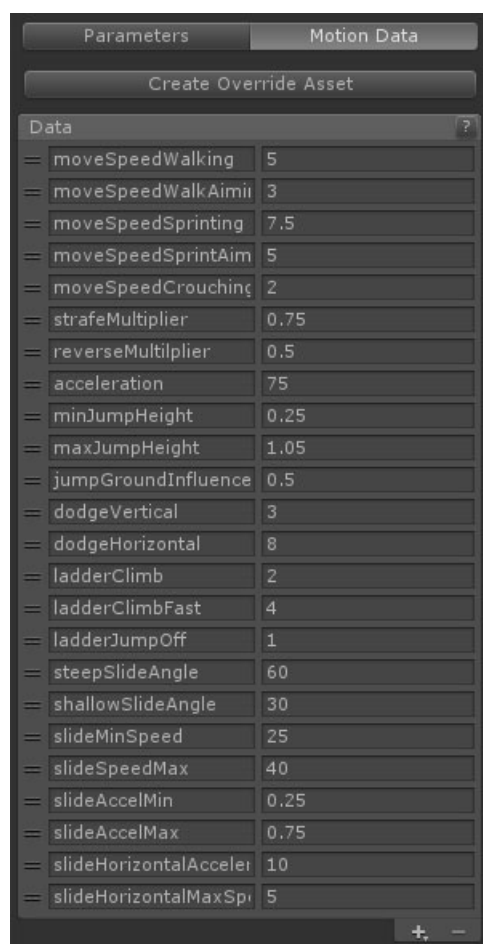 Parameters Motion Data
Create Override Asset
Data ?
moveSpeedWalking 5
moveSpeedWalkAimii 3
moveSpeedSprinting 7.5
moveSpeedSprintAim 5
moveSpeedCrouching 2
strafeMultiplier 0.75
reverseMultilplier 0.5
acceleration 75
minJumpHeight 0.25
maxJumpHeight 1.05
jumpGroundInfluence 0.5
dodgeVertical 3
dodgeHorizontal 8
ladderClimb 2
ladderClimbFast 4
ladderJumpOff 1
steepSlideAngle 60
shallowSlideAngle 30
slideMinSpeed 25
slideSpeedMax 40
slideAccelMin 0.25
slideAccelMax 0.75
slideHorizontalAcceler 10
slideHorizontalMaxSp 5